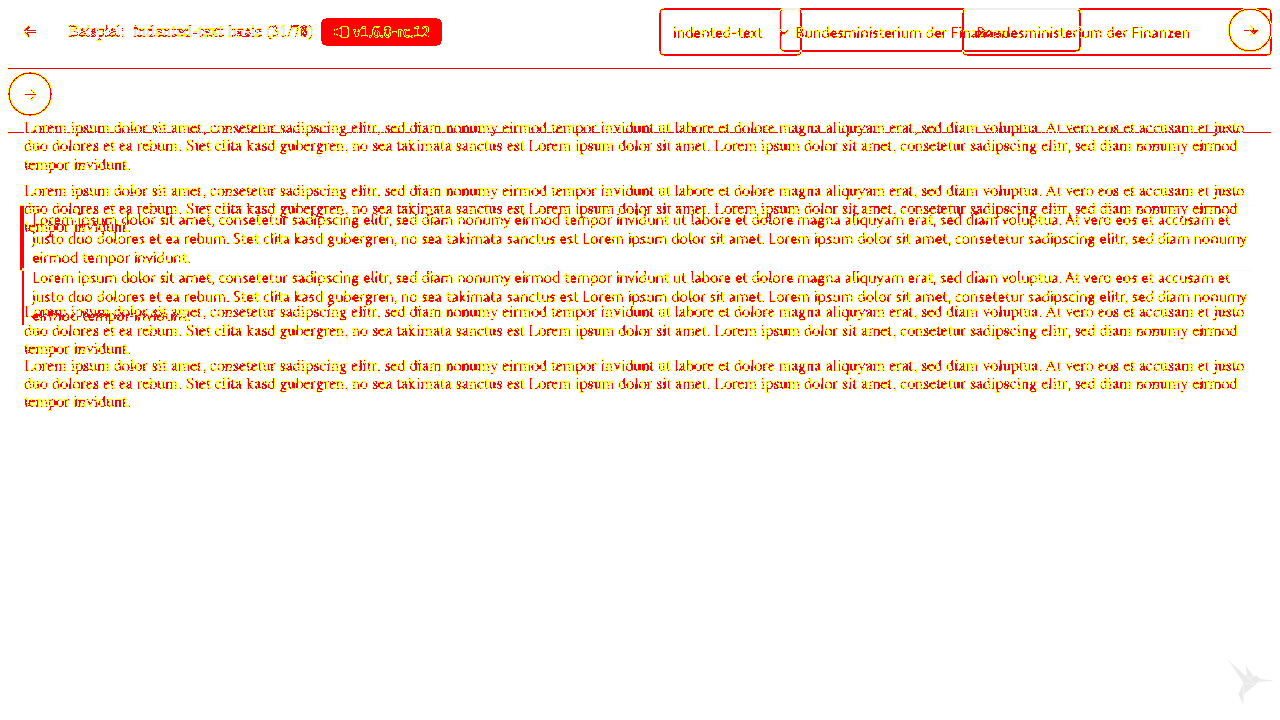 Beispiel: indented-text basic (31/7
v1.6.0-rc.12
indented-text
Bundesministerium der Finanzen
Bundesministerium der Finanzen
Lorem ipsum dolor sit amet, consetetur sadipscing elitr, sed diam nonumy eirmod tempor invidunt ut labore et dolore magna aliquyam erat, sed diam voluptua. At vero eos et accusam et justo
duo dolores et ea rebum. Stet clita kasd gubergren, no sea takimata sanctus est Lorem ipsum dolor sit amet. Lorem ipsum dolor sit amet, consetetur sadipscing elitr, sed diam nonumy eirmod
tempor invidunt.
Lorem ipsum dolor sit amet, consetetur sadipscing elitr, sed diam nonumy eirmod tempor invidunt ut labore et dolore magna aliquyam erat, sed diam voluptua. At vero eos et accusam et justo
duo dolores et ea rebum. Stet clita kasd gubergren, no sea takimata sanctus est Lorem ipsum dolor sit amet. Lorem ipsum dolor sit amet, consetetur sadipscing elitr, sed diam nonumy eirmod
tempor invidunt.
Lorem ipsum dolor sit amet, consetetur sadipscing elitr, sed diam nonumy eirmod tempor invidunt ut labore et dolore magna aliquyam erat, sed diam voluptua. At vero eos et accusam et
justo duo dolores et ea rebum. Stet clita kasd gubergren, no sea takimata sanctus est Lorem ipsum dolor sit amet. Lorem ipsum dolor sit amet, consetetur sadipscing elitr, sed diam nonumy
eirmod tempor invidunt.
Lorem ipsum dolor sit amet, consetetur sadipscing elitr, sed diam nonumy eirmod tempor invidunt ut labore et dolore magna aliquyam erat, sed diam voluptua. At vero eos et accusam et
justo duo dolores et ea rebum. Stet clita kasd gubergren, no sea takimata sanctus est Lorem ipsum dolor sit amet. Lorem ipsum dolor sit amet, consetetur sadipscing elitr, sed diam nonumy
eirmod tempor invidunt.
Lorem ipsum dolor sit amet, consetetur sadipscing elitr, sed diam nonumy eirmod tempor invidunt ut labore et dolore magna aliquyam erat, sed diam voluptua. At vero eos et accusam et justo
duo dolores et ea rebum. Stet clita kasd gubergren, no sea takimata sanctus est Lorem ipsum dolor sit amet. Lorem ipsum dolor sit amet, consetetur sadipscing elitr, sed diam nonumy eirmod
tempor invidunt.
Lorem ipsum dolor sit amet, consetetur sadipscing elitr, sed diam nonumy eirmod tempor invidunt ut labore et dolore magna aliquyam erat, sed diam voluptua. At vero eos et accusam et justo
duo dolores et ea rebum. Stet clita kasd gubergren, no sea takimata sanctus est Lorem ipsum dolor sit amet. Lorem ipsum dolor sit amet, consetetur sadipscing elitr, sed diam nonumy eirmod
tempor invidunt.